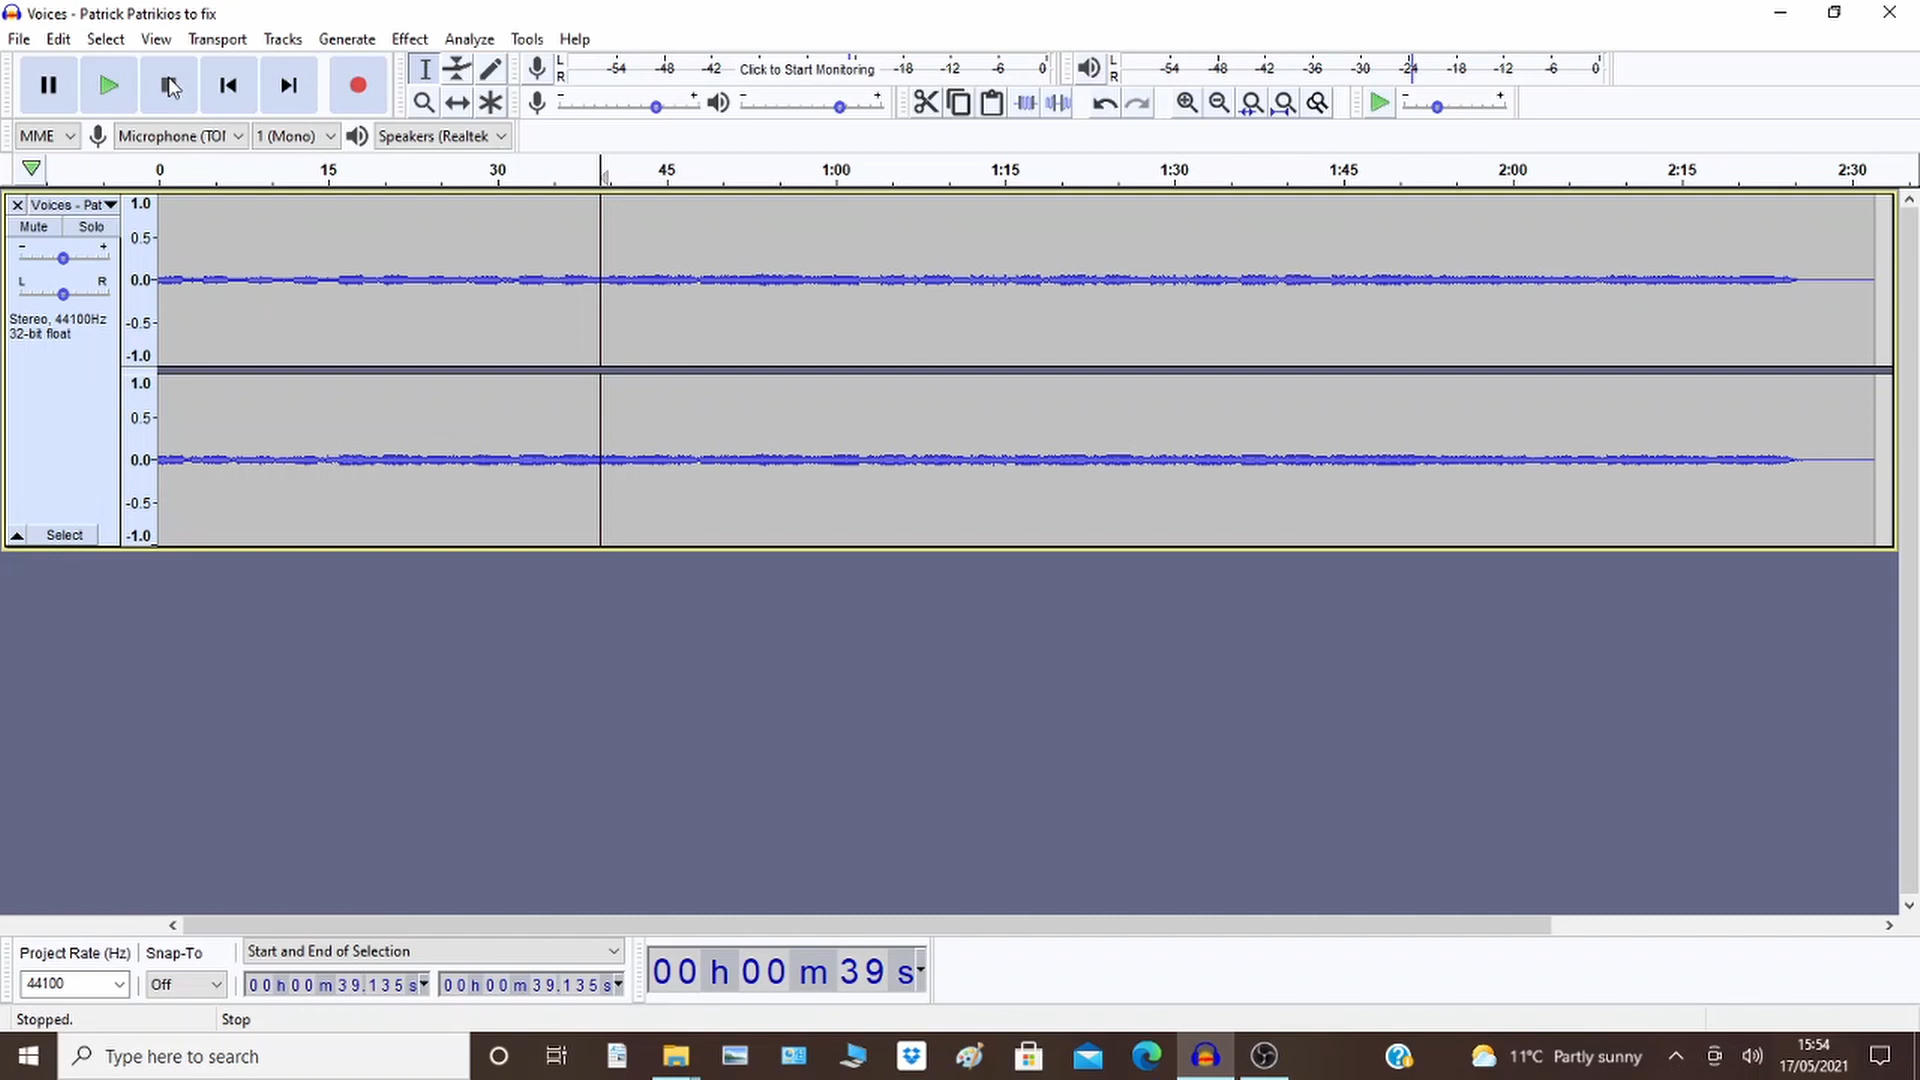 Voices - Patrick Patrikios to fix
File Edit Select View Transport Tracks Generate Effect Analyze Tools Help
L R -54 -48 -42 Click to Start Monitoring -18 -12 -6 0 L R -54 -48 -42 -36 -30 -24 -18 -12 -6 0
- + - + - +
MME Microphone (TOI 1 (Mono) Speakers (Realtek
0 15 30 45 1:00 1:15 1:30 1:45 2:00 2:15 2:30
Voices - Pat
Mute Solo
- +
L R
Stereo, 44100Hz
32-bit float
Select
1.0
0.5
0.0
-0.5
-1.0
1.0
0.5
0.0
-0.5
-1.0
Project Rate (Hz) Snap-To Start and End of Selection
44100 Off 00 h 00 m 39.135 s 00 h 00 m 39.135 s 00 h 00 m 39 s
Stopped. Stop
Type here to search
11°C Partly sunny
15:54
17/05/2021